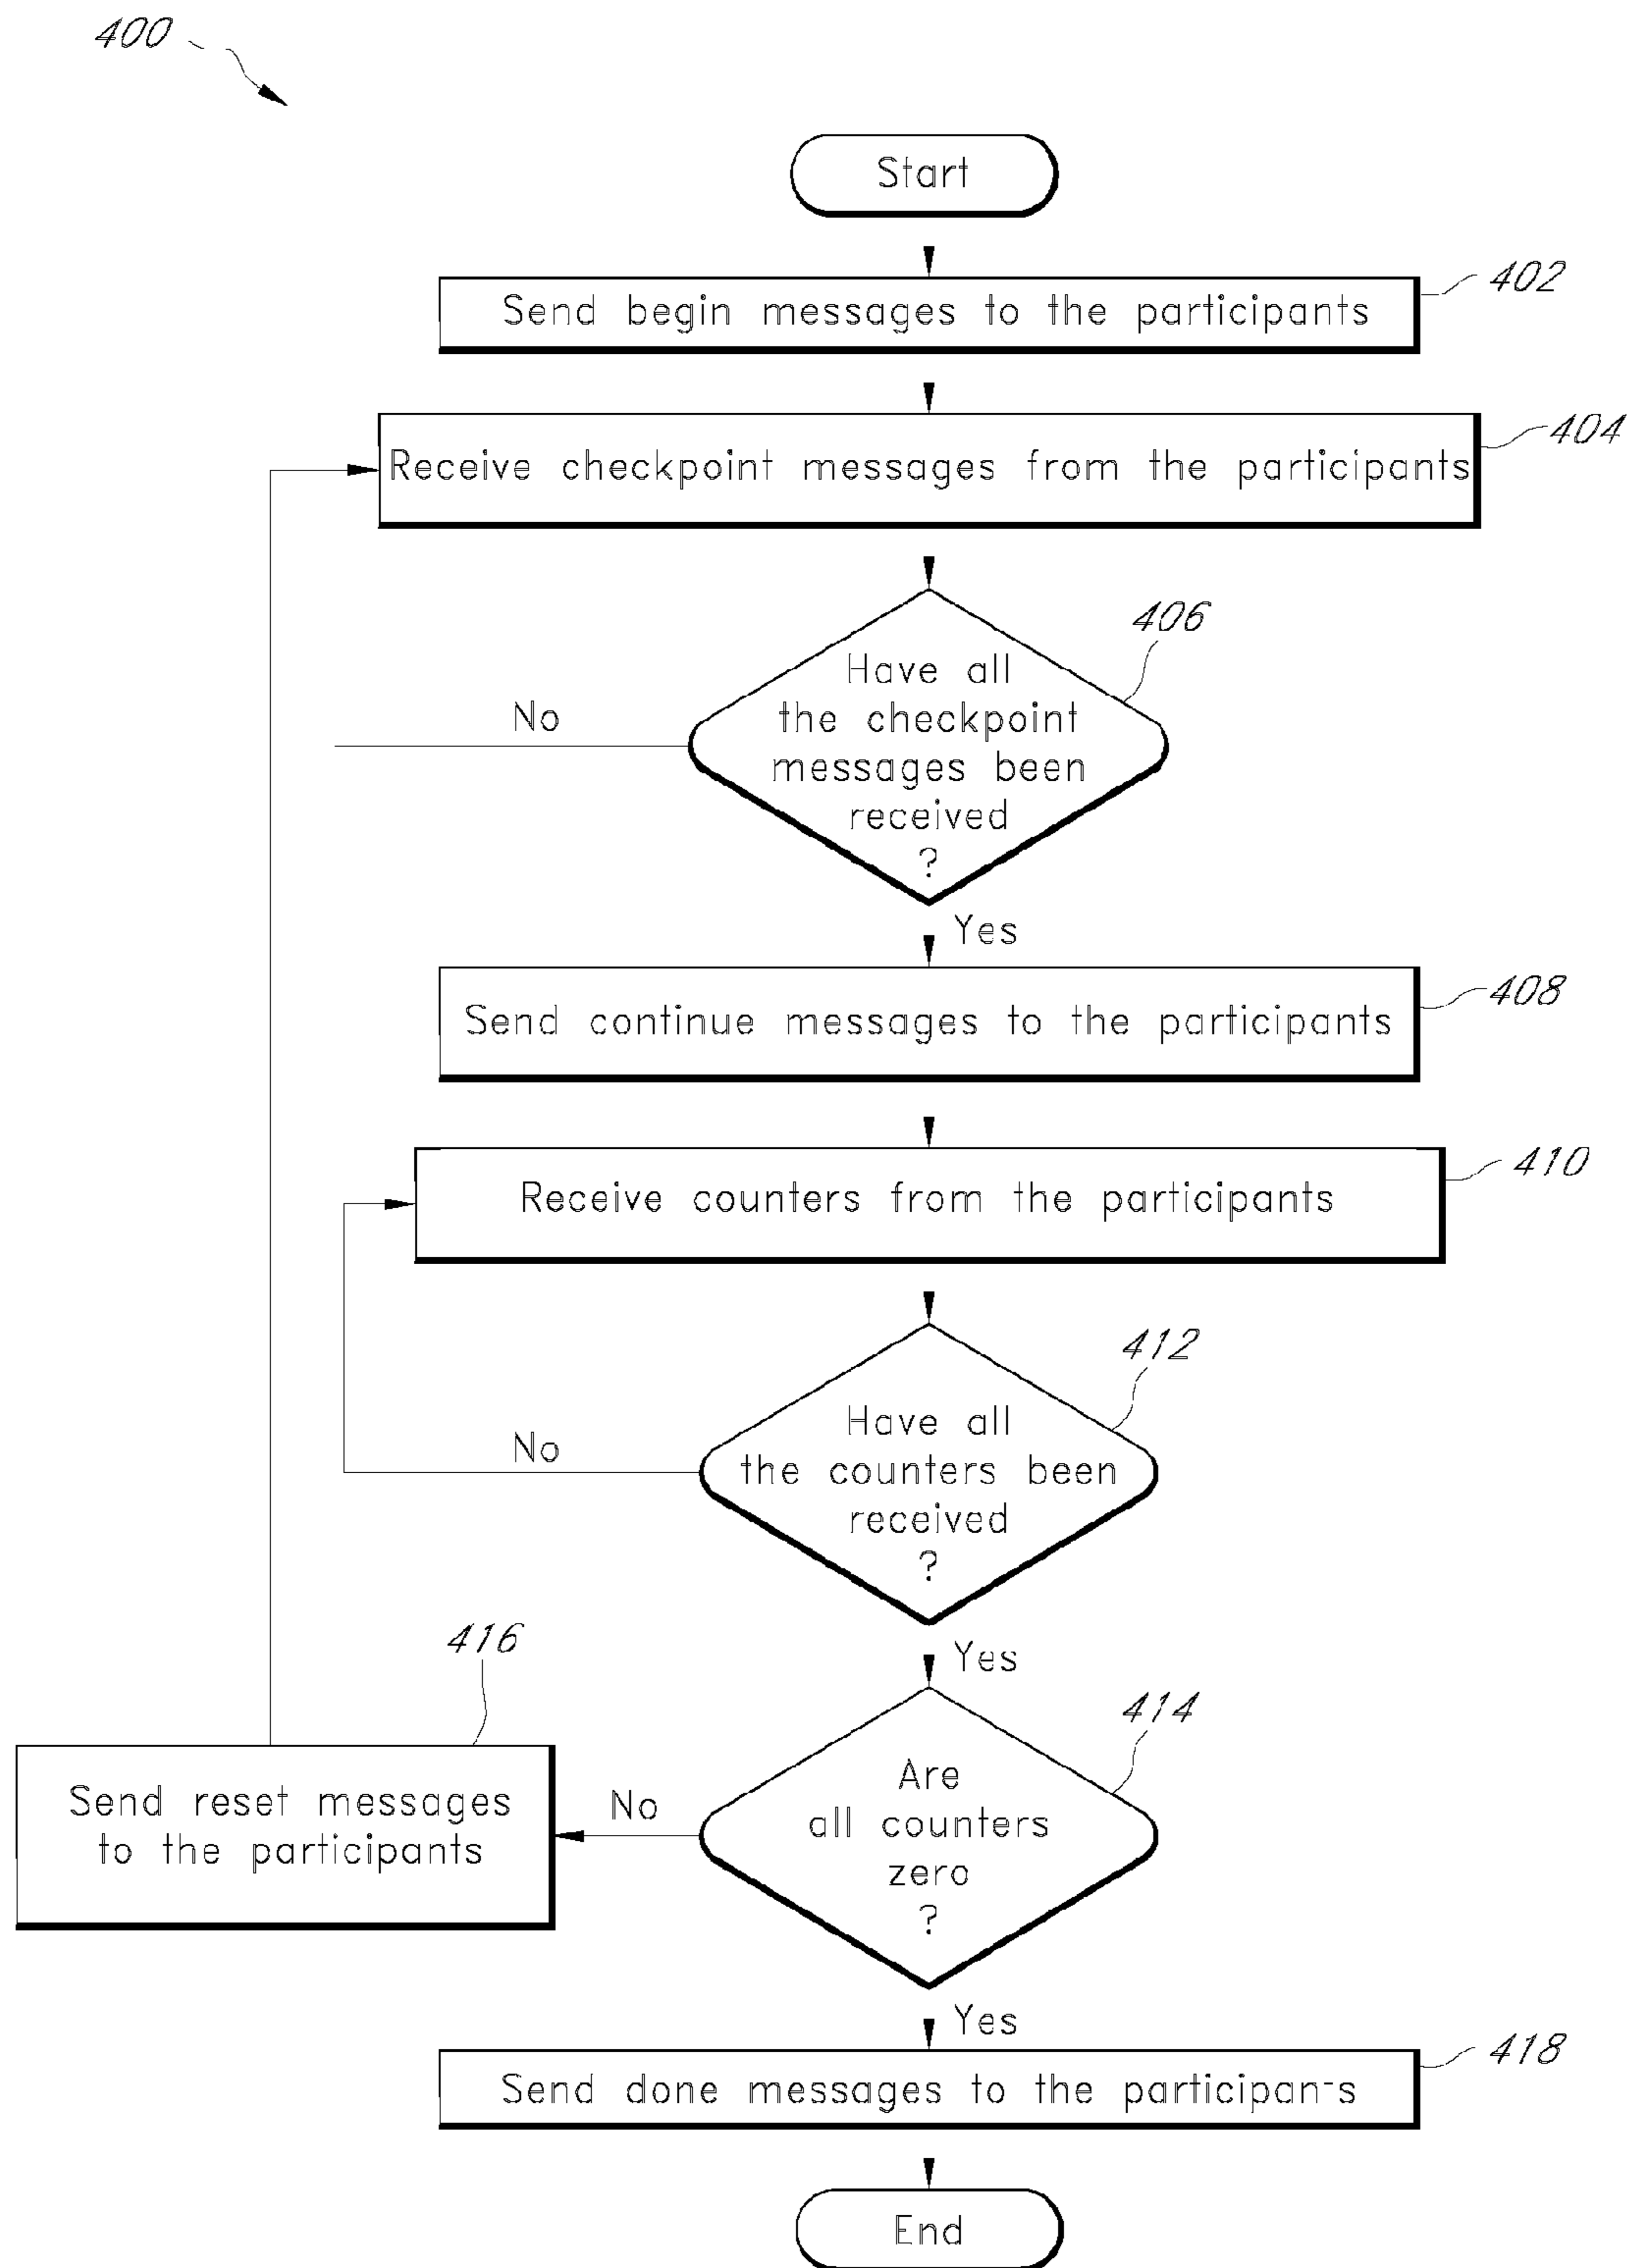 400
Start
Send begin messages to the participants
402
Receive checkpoint messages from the participants
404
406
Have all
the checkpoint
messages been
received
?
No
Yes
Send continue messages to the participants
408
Receive counters from the participants
410
412
Have all
the counters been
received
?
No
Yes
416
414
Send reset messages
to the participants
No
Are
all counters
zero
?
Yes
Send done messages to the participants
418
End